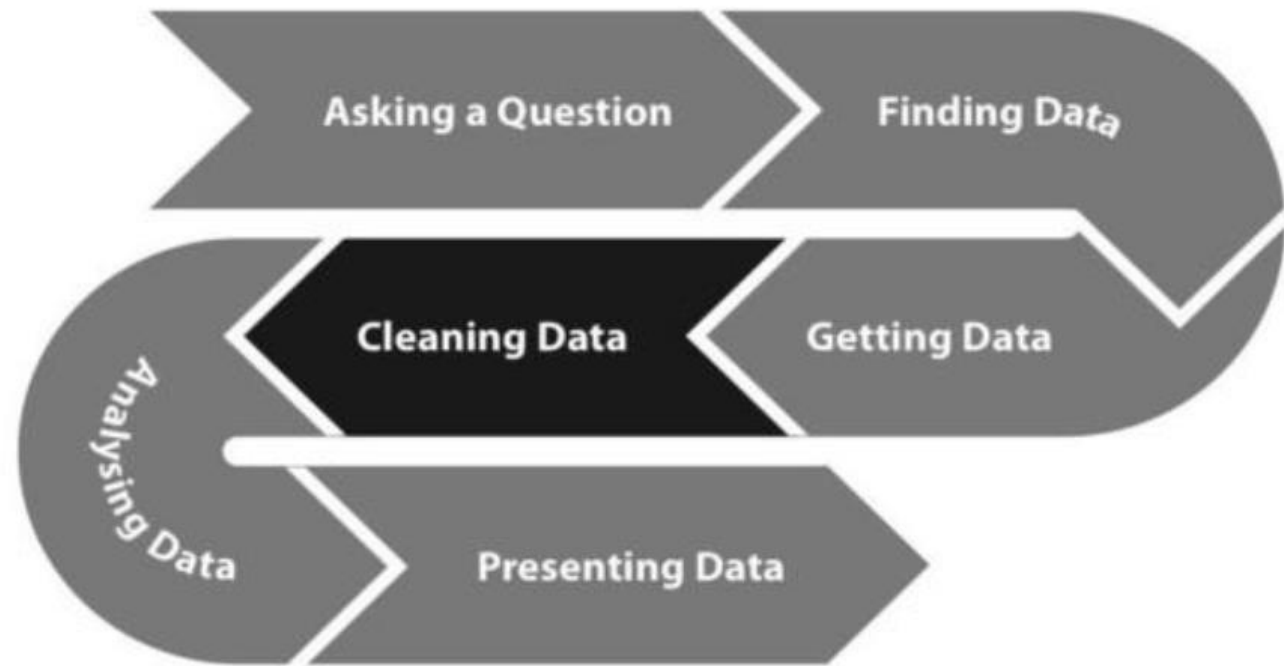 Asking a Question
Finding Data
Getting Data
Cleaning Data
Analysing Data
Presenting Data